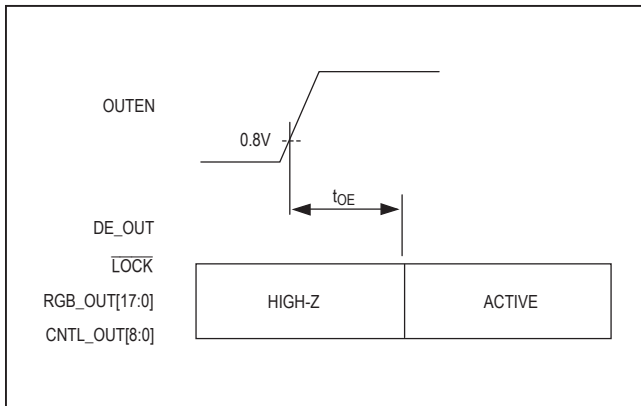 OUTEN
0.8V
tOE
DE_OUT
LOCK
RGB_OUT[17:0]
HIGH-Z
ACTIVE
CNTL_OUT[8:0]